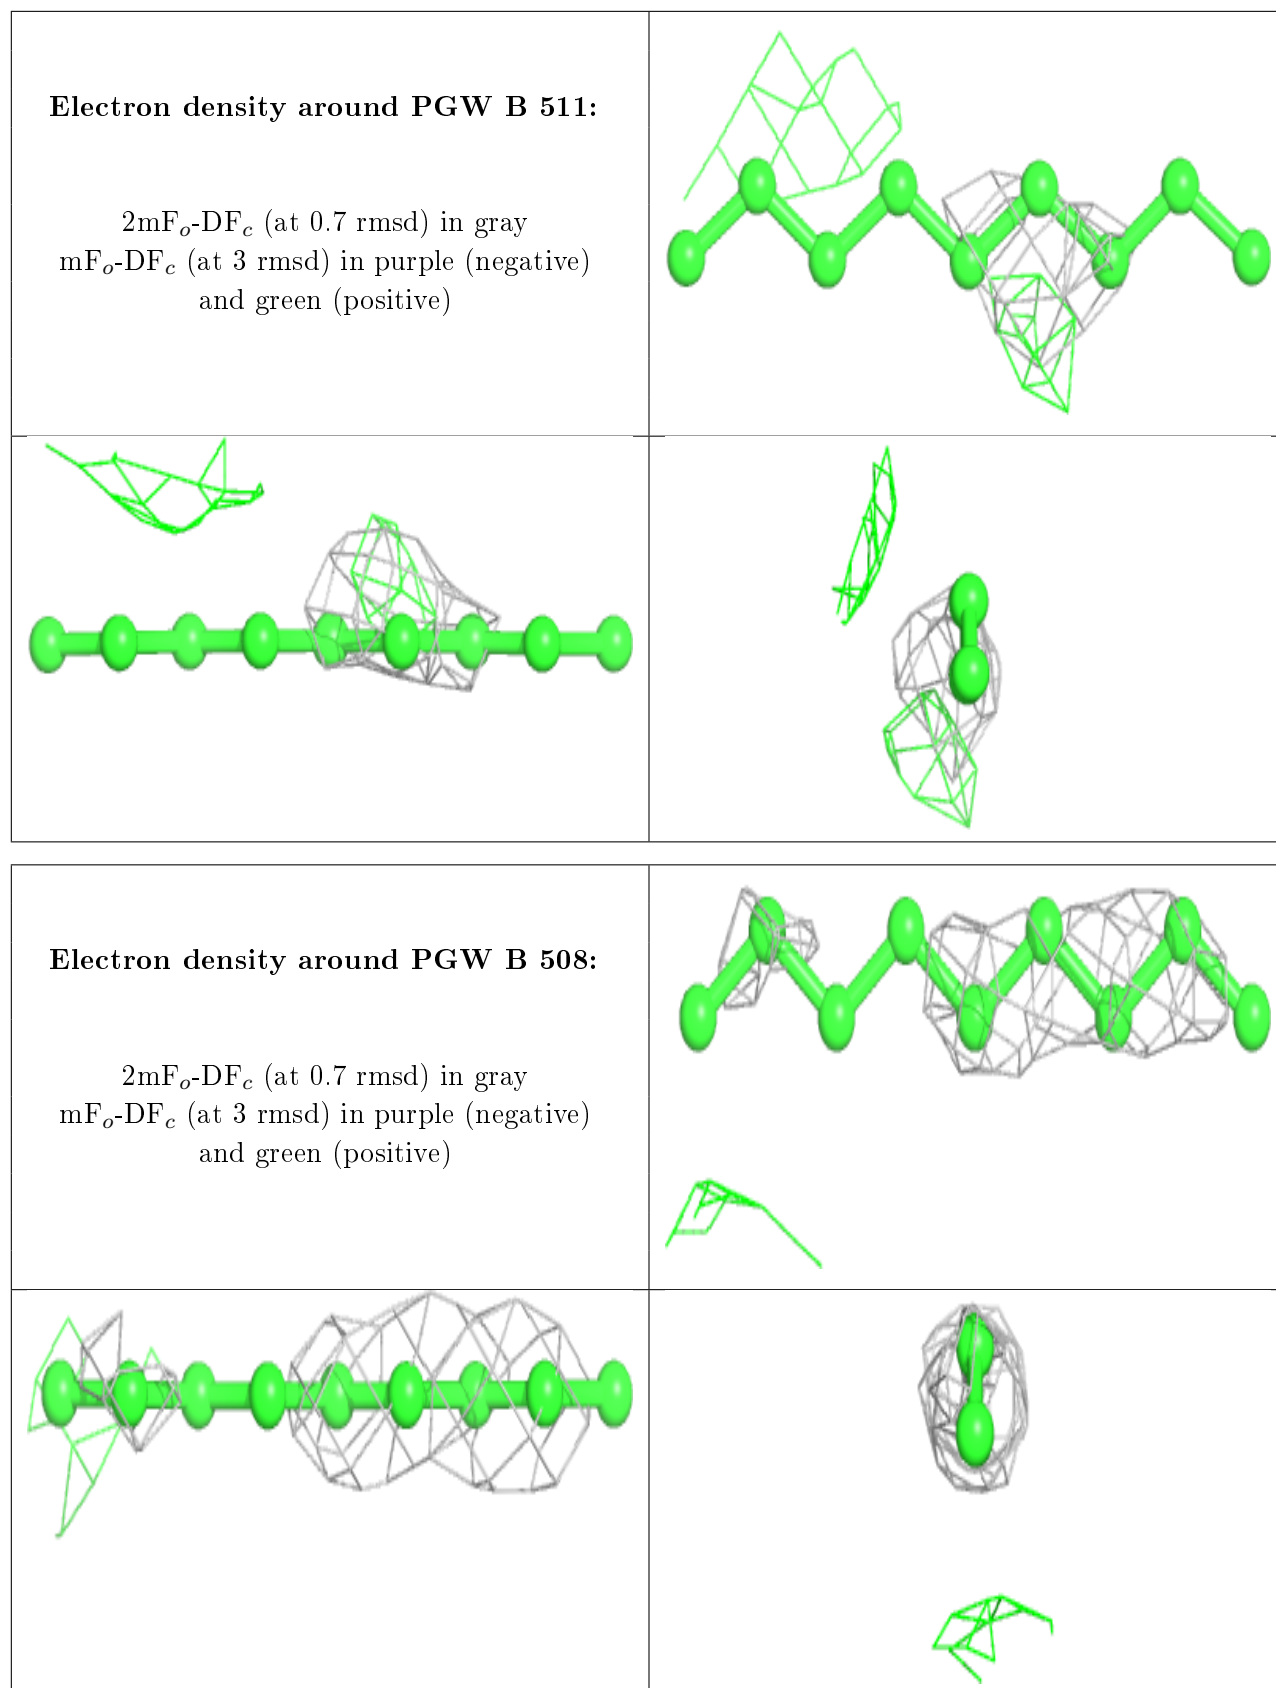 Electron density around PGW B 511:
2mFₒ-DF𝒸 (at 0.7 rmsd) in gray
mFₒ-DF𝒸 (at 3 rmsd) in purple (negative)
and green (positive)
Electron density around PGW B 508:
2mFₒ-DF𝒸 (at 0.7 rmsd) in gray
mFₒ-DF𝒸 (at 3 rmsd) in purple (negative)
and green (positive)